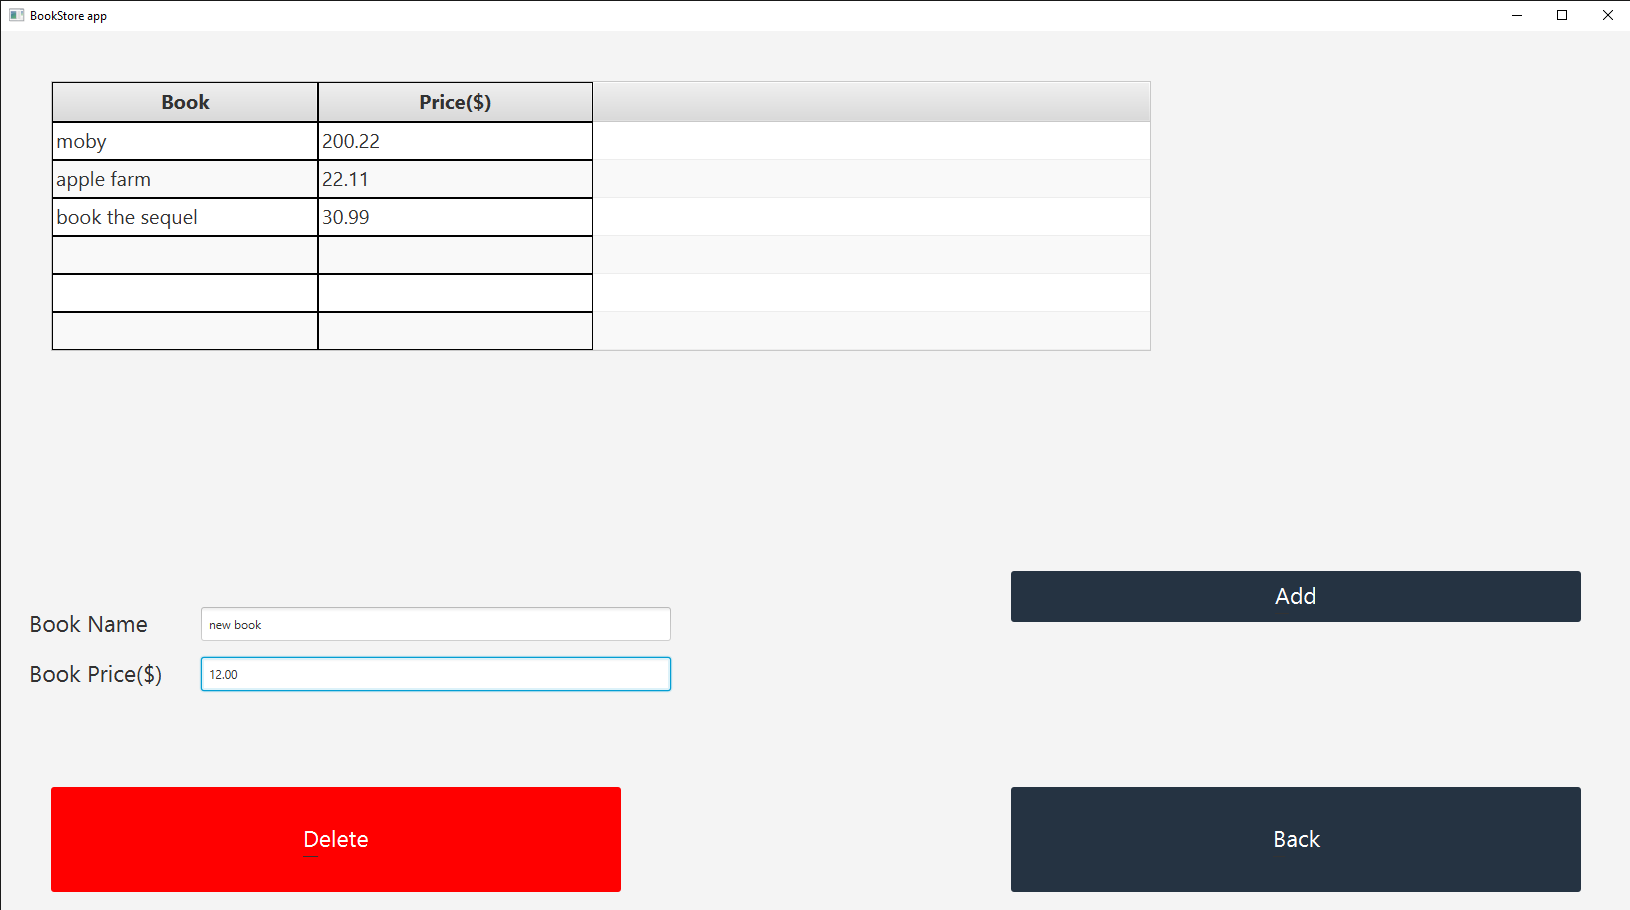 BookStore app
Book Price($)
moby 200.22
apple farm 22.11
book the sequel 30.99
Add
Book Name new book
Book Price($) 12.00
Delete Back